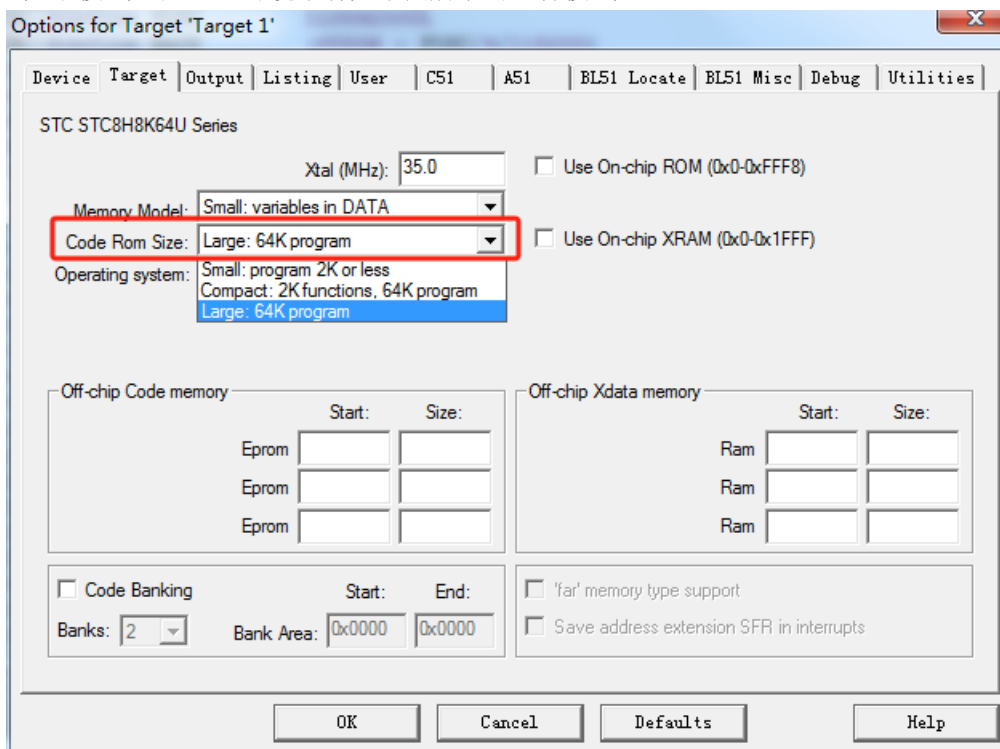 Options for Target 'Target 1'
Device Target Output Listing User C51 A51 BL51 Locate BL51 Misc Debug Utilities
STC STC8H8K64U Series
Xtal (MHz): 35.0
Use On-chip ROM (0x0-0xFFF8)
Memory Model: Small: variables in DATA
Code Rom Size: Large: 64K program
Use On-chip XRAM (0x0-0x1FFF)
Operating system:
Small: program 2K or less
Compact: 2K functions, 64K program
Large: 64K program
Off-chip Code memory
Start: Size:
Eprom
Eprom
Eprom
Off-chip Xdata memory
Start: Size:
Ram
Ram
Ram
Code Banking Start: End:
Banks: 2 Bank Area: 0x0000 0x0000
'far' memory type support
Save address extension SFR in interrupts
OK Cancel Defaults Help